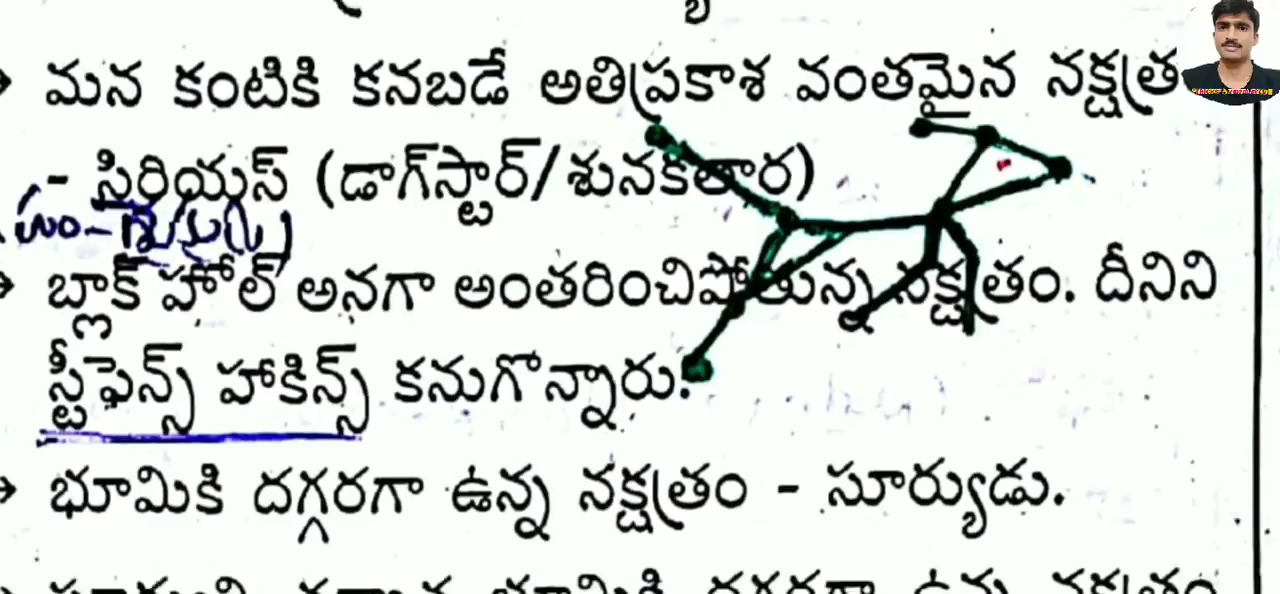 మన కంటికి కనబడే అతిప్రకాశ వంతమైన నక్షత్ర
- సిరియస్ (డాగ్‌స్టార్/శునకతార)
బ్లాక్ హోల్ అనగా అంతరించిపోతున్న నక్షత్రం. దీనిని
స్టీఫెన్స్ హాకిన్స్ కనుగొన్నారు.
భూమికి దగ్గరగా ఉన్న నక్షత్రం - సూర్యుడు.